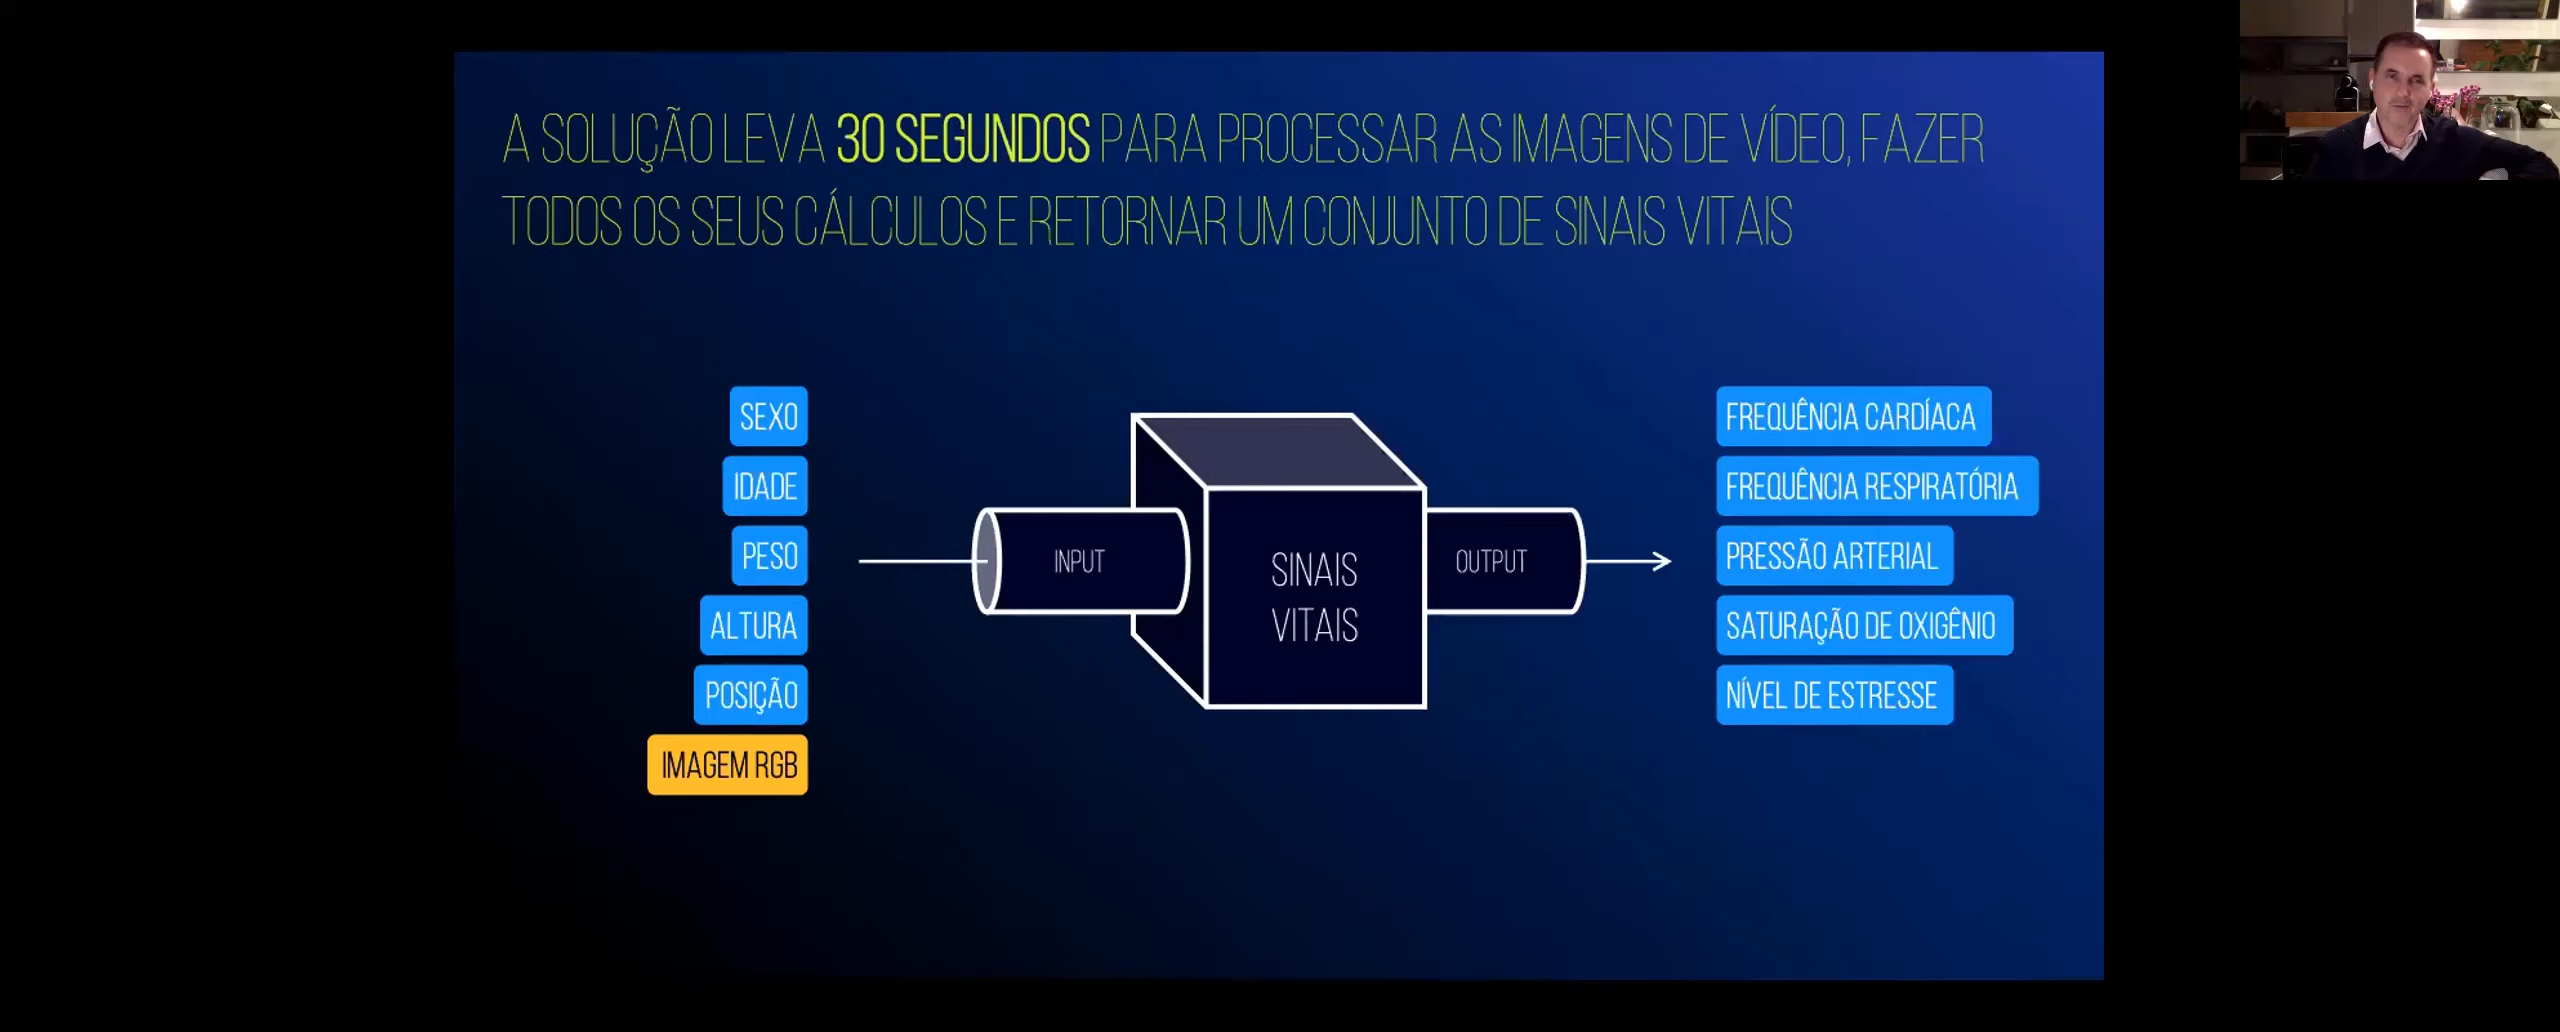 A SOLUÇÃO LEVA 30 SEGUNDOS PARA PROCESSAR AS IMAGENS DE VÍDEO, FAZER
TODOS OS SEUS CÁLCULOS E RETORNAR UM CONJUNTO DE SINAIS VITAIS
SEXO
IDADE
PESO
ALTURA
POSIÇÃO
IMAGEM RGB
INPUT
SINAIS
VITAIS
OUTPUT
FREQUÊNCIA CARDÍACA
FREQUÊNCIA RESPIRATÓRIA
PRESSÃO ARTERIAL
SATURAÇÃO DE OXIGÊNIO
NÍVEL DE ESTRESSE